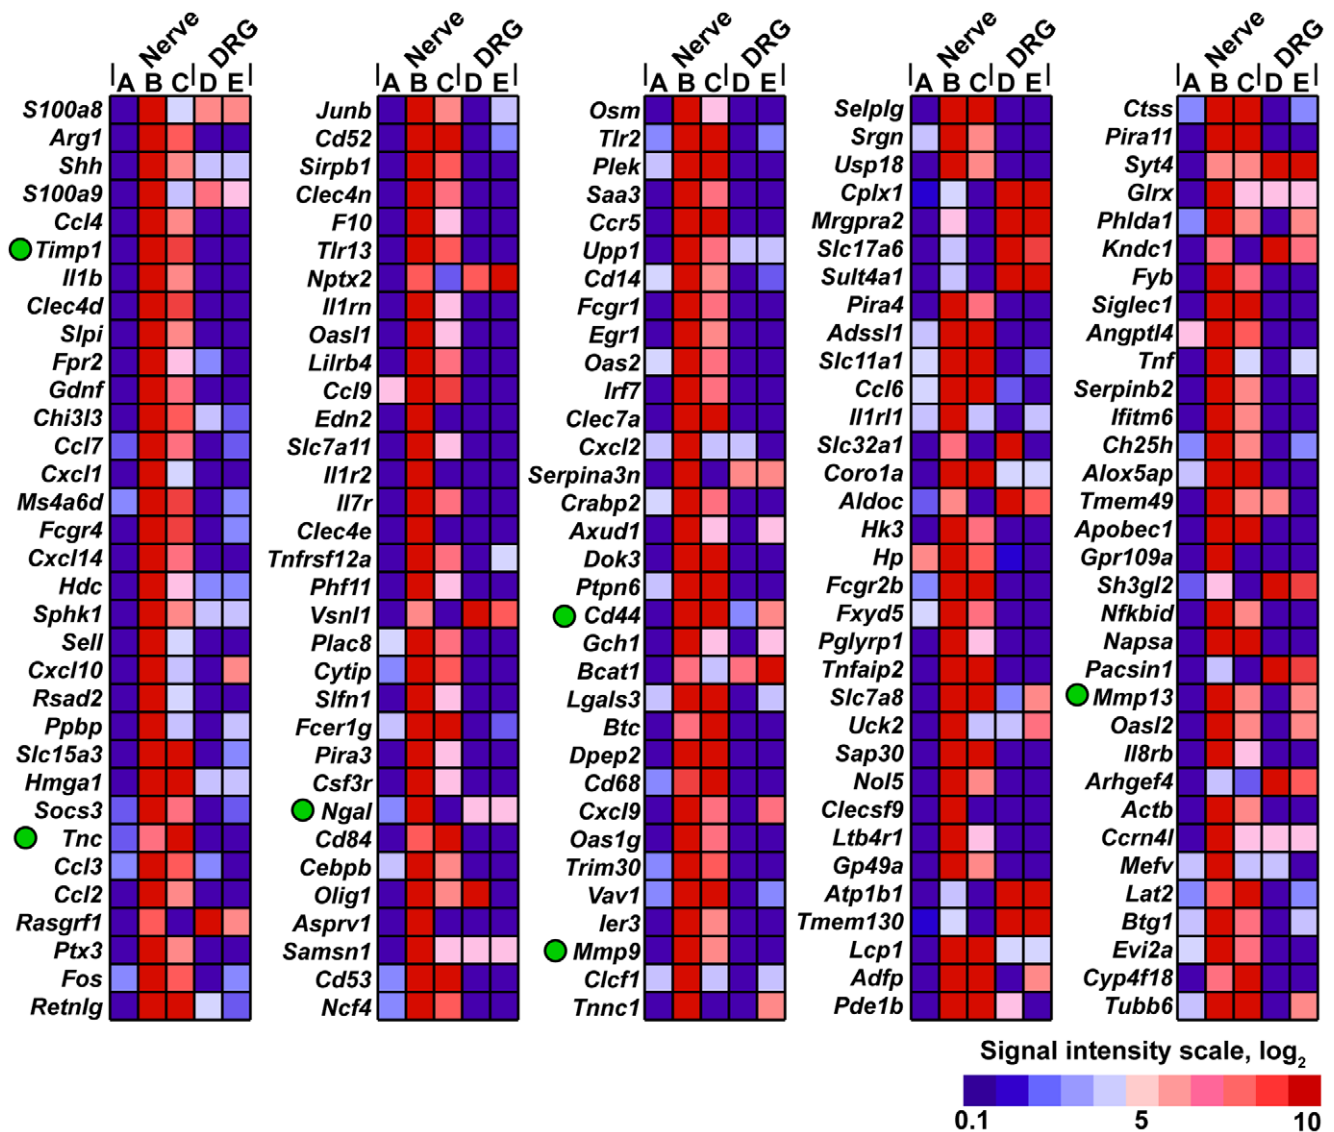 Nerve DRG Nerve DRG Nerve DRG Nerve DRG Nerve DRG
A B C D E A B C D E A B C D E A B C D E A B C D E
S100a8 Junb Osm Selplg Ctss
Arg1 Cd52 Tlr2 Srgn Pira11
Shh Sirpb1 Plek Usp18 Syt4
S100a9 Clec4n Saa3 Cplx1 Glrx
Ccl4 F10 Ccr5 Mrgpra2 Phlda1
Timp1 Tlr13 Upp1 Slc17a6 Kndc1
Il1b Nptx2 Cd14 Sult4a1 Fyb
Clec4d Il1rn Fcgr1 Pira4 Siglec1
Slpi Oasl1 Egr1 Adssl1 Angptl4
Fpr2 Lilrb4 Oas2 Slc11a1 Tnf
Gdnf Ccl9 Irf7 Ccl6 Serpinb2
Chi3l3 Edn2 Clec7a Il1rl1 Ifitm6
Ccl7 Slc7a11 Cxcl2 Slc32a1 Ch25h
Cxcl1 Il1r2 Serpina3n Coro1a Alox5ap
Ms4a6d Il7r Crabp2 Aldoc Tmem49
Fcgr4 Clec4e Axud1 Hk3 Apobec1
Cxcl14 Tnfrsf12a Dok3 Hp Gpr109a
Hdc Phf11 Ptpn6 Fcgr2b Sh3gl2
Sphk1 Vsnl1 Cd44 Fxyd5 Nfkbid
Sell Plac8 Gch1 Pglyrp1 Napsa
Cxcl10 Cytip Bcat1 Tnfaip2 Pacsin1
Rsad2 Slfn1 Lgals3 Slc7a8 Mmp13
Ppbp Fcer1g Btc Uck2 Oasl2
Slc15a3 Pira3 Dpep2 Sap30 Il8rb
Hmga1 Csf3r Cd68 Nol5 Arhgef4
Socs3 Ngal Cxcl9 Clecsf9 Actb
Tnc Cd84 Oas1g Ltb4r1 Ccrn4l
Ccl3 Cebpb Trim30 Gp49a Mefv
Ccl2 Olig1 Vav1 Atp1b1 Lat2
Rasgrf1 Asprv1 Ier3 Tmem130 Btg1
Ptx3 Samsn1 Mmp9 Lcp1 Evi2a
Fos Cd53 Clcf1 Adfp Cyp4f18
Retnlg Ncf4 Tnnc1 Pde1b Tubb6
Signal intensity scale, log2
0.1 5 10